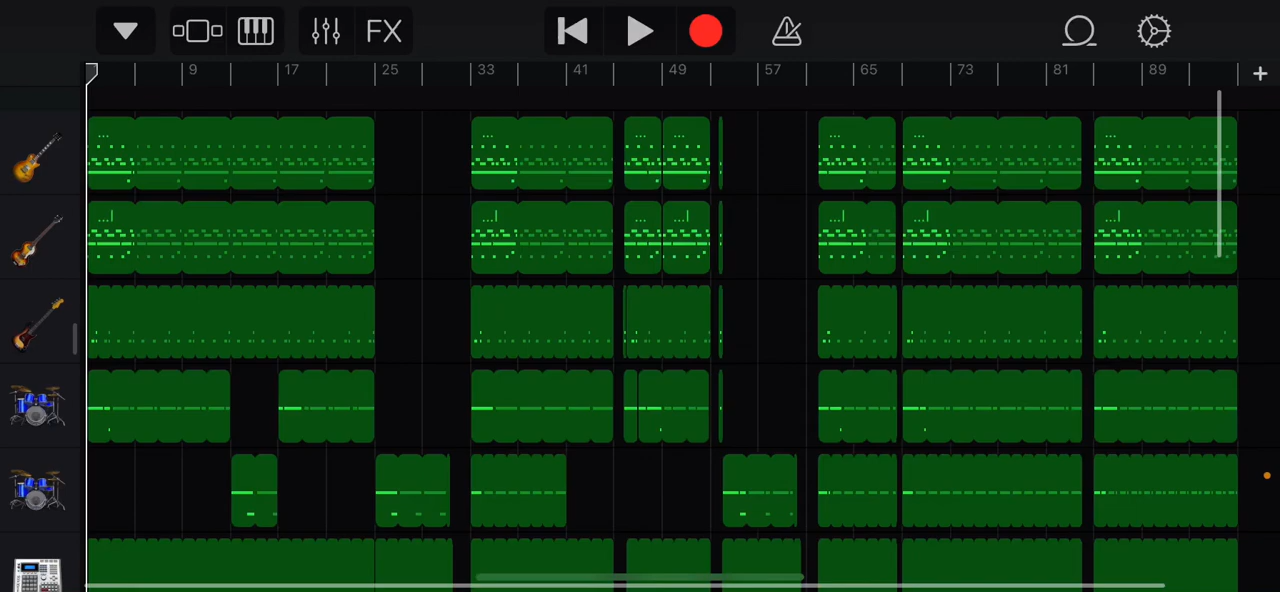 FX
9 17 25 33 41 49 57 65 73 81 89 +
...
...|
... ... ... ... ... ...
...| ... ...| ...| ...| ...|